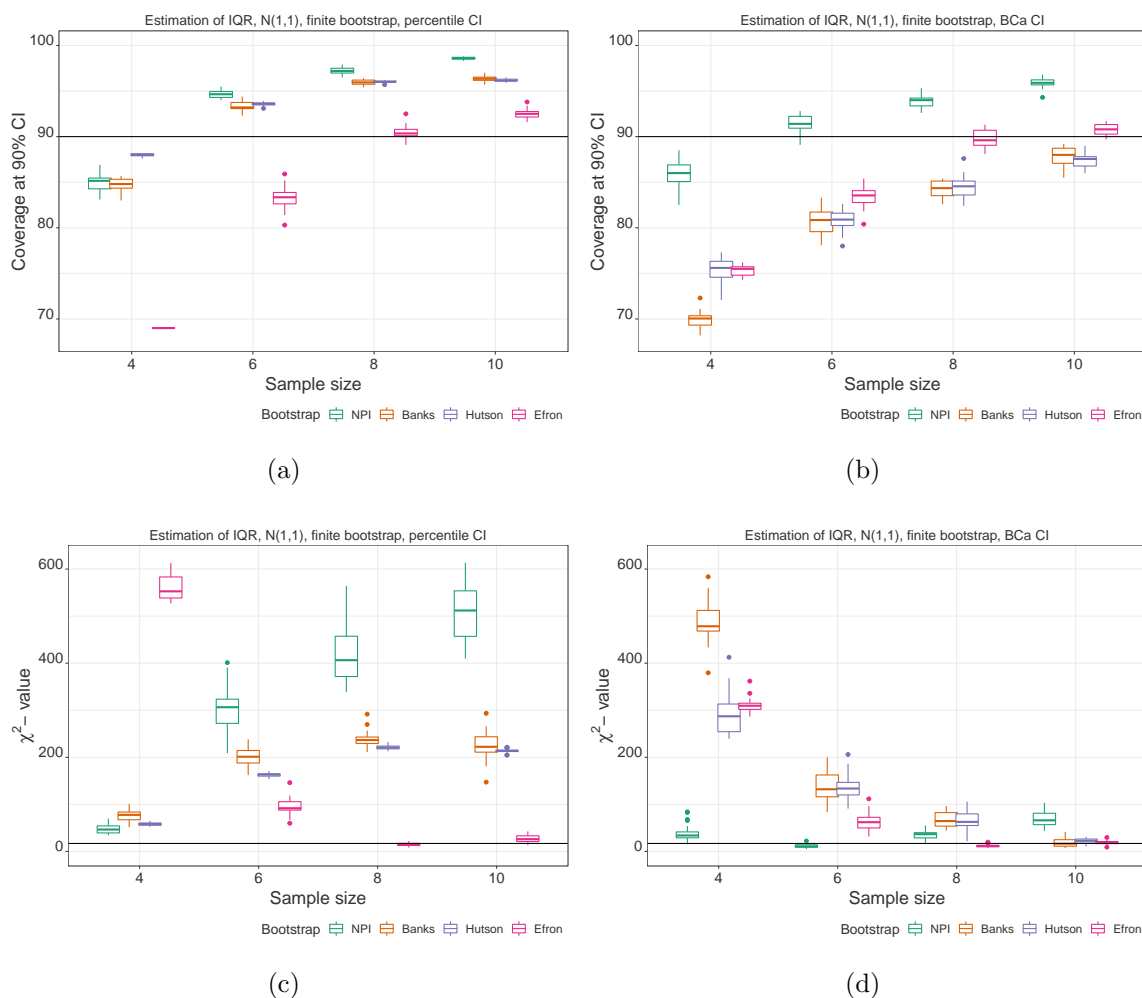 Estimation of IQR, N(1,1), finite bootstrap, percentile CI
100
90
80
70
Coverage at 90% CI
4 6 8 10
Sample size
Bootstrap NPI Banks Hutson Efron
(a)
Estimation of IQR, N(1,1), finite bootstrap, BCa CI
100
90
80
70
Coverage at 90% CI
4 6 8 10
Sample size
Bootstrap NPI Banks Hutson Efron
(b)
Estimation of IQR, N(1,1), finite bootstrap, percentile CI
600
400
200
0
χ²− value
4 6 8 10
Sample size
Bootstrap NPI Banks Hutson Efron
(c)
Estimation of IQR, N(1,1), finite bootstrap, BCa CI
600
400
200
0
χ²− value
4 6 8 10
Sample size
Bootstrap NPI Banks Hutson Efron
(d)